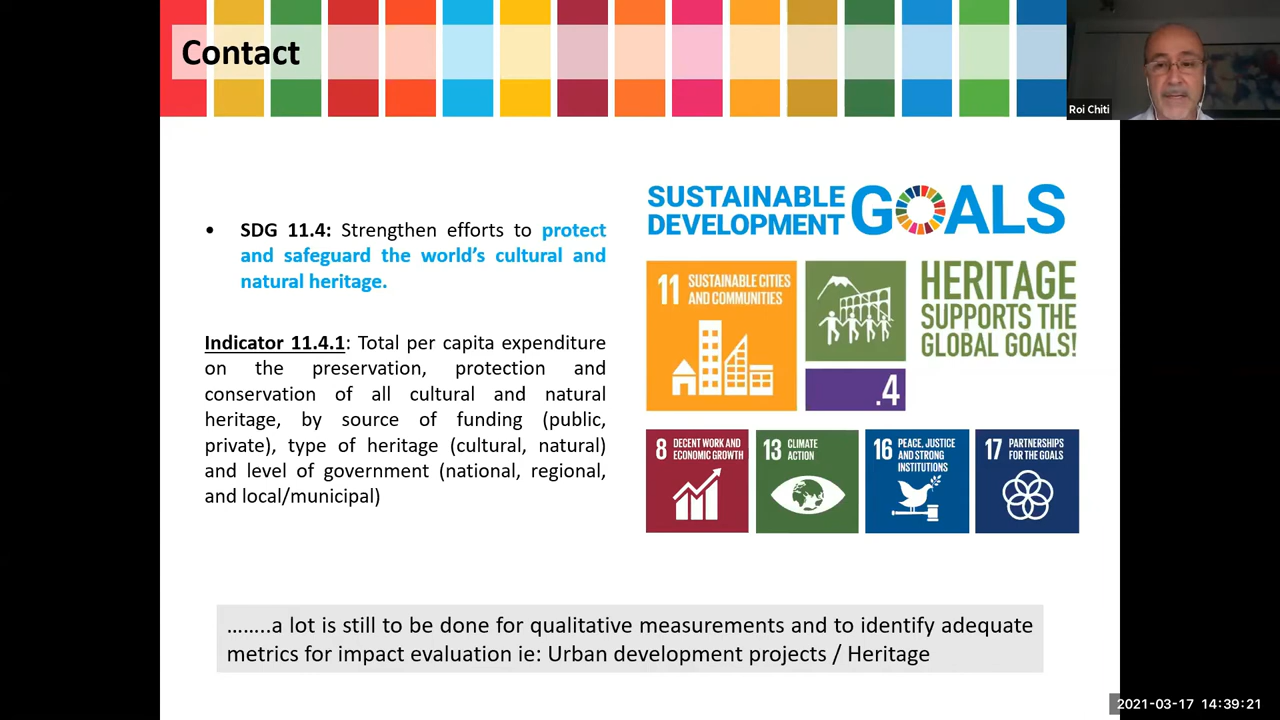 Contact
Roi Chiti
• SDG 11.4: Strengthen efforts to protect
and safeguard the world's cultural and
natural heritage.
Indicator 11.4.1: Total per capita expenditure
on the preservation, protection and
conservation of all cultural and natural
heritage, by source of funding (public,
private), type of heritage (cultural, natural)
and level of government (national, regional,
and local/municipal)
SUSTAINABLE
DEVELOPMENT
GOALS
11 SUSTAINABLE CITIES
AND COMMUNITIES
.4
HERITAGE
SUPPORTS THE
GLOBAL GOALS!
8 DECENT WORK AND
ECONOMIC GROWTH
13 CLIMATE
ACTION
16 PEACE, JUSTICE
AND STRONG
INSTITUTIONS
17 PARTNERSHIPS
FOR THE GOALS
........a lot is still to be done for qualitative measurements and to identify adequate
metrics for impact evaluation ie: Urban development projects / Heritage
2021-03-17 14:39:21